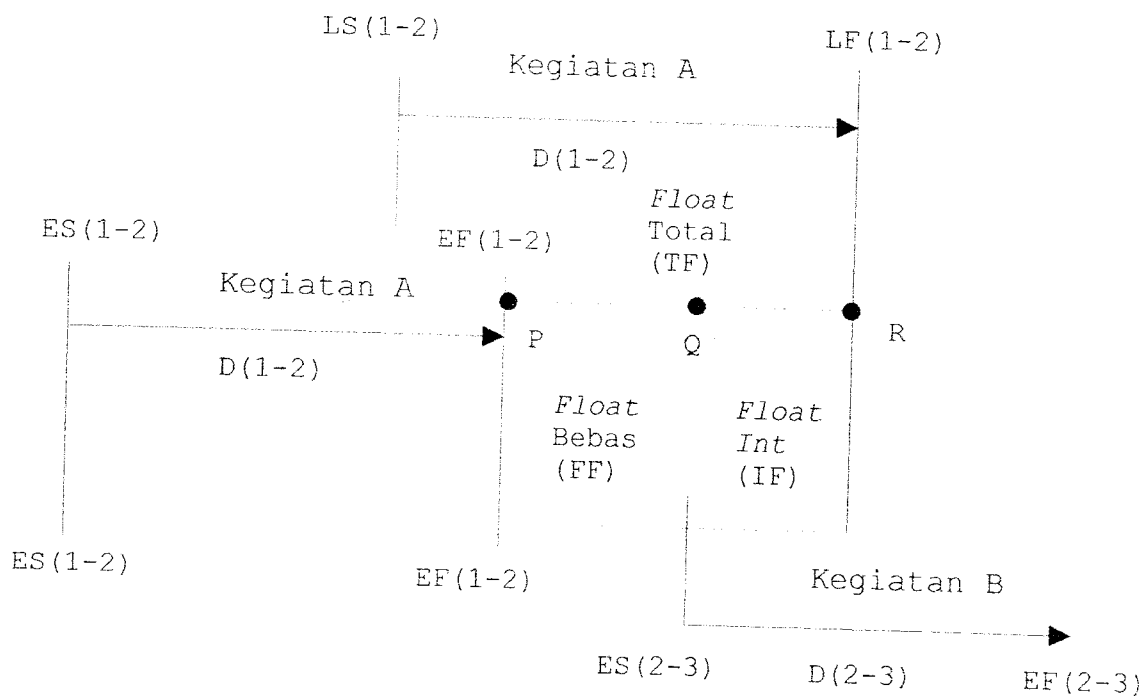 LS(1-2)
LF(1-2)
Kegiatan A
D(1-2)
Float
Total
(TF)
ES(1-2)
EF(1-2)
Kegiatan A
P
Q
R
D(1-2)
Float
Bebas
(FF)
Float
Int
(IF)
ES(1-2)
EF(1-2)
Kegiatan B
ES(2-3)
D(2-3)
EF(2-3)